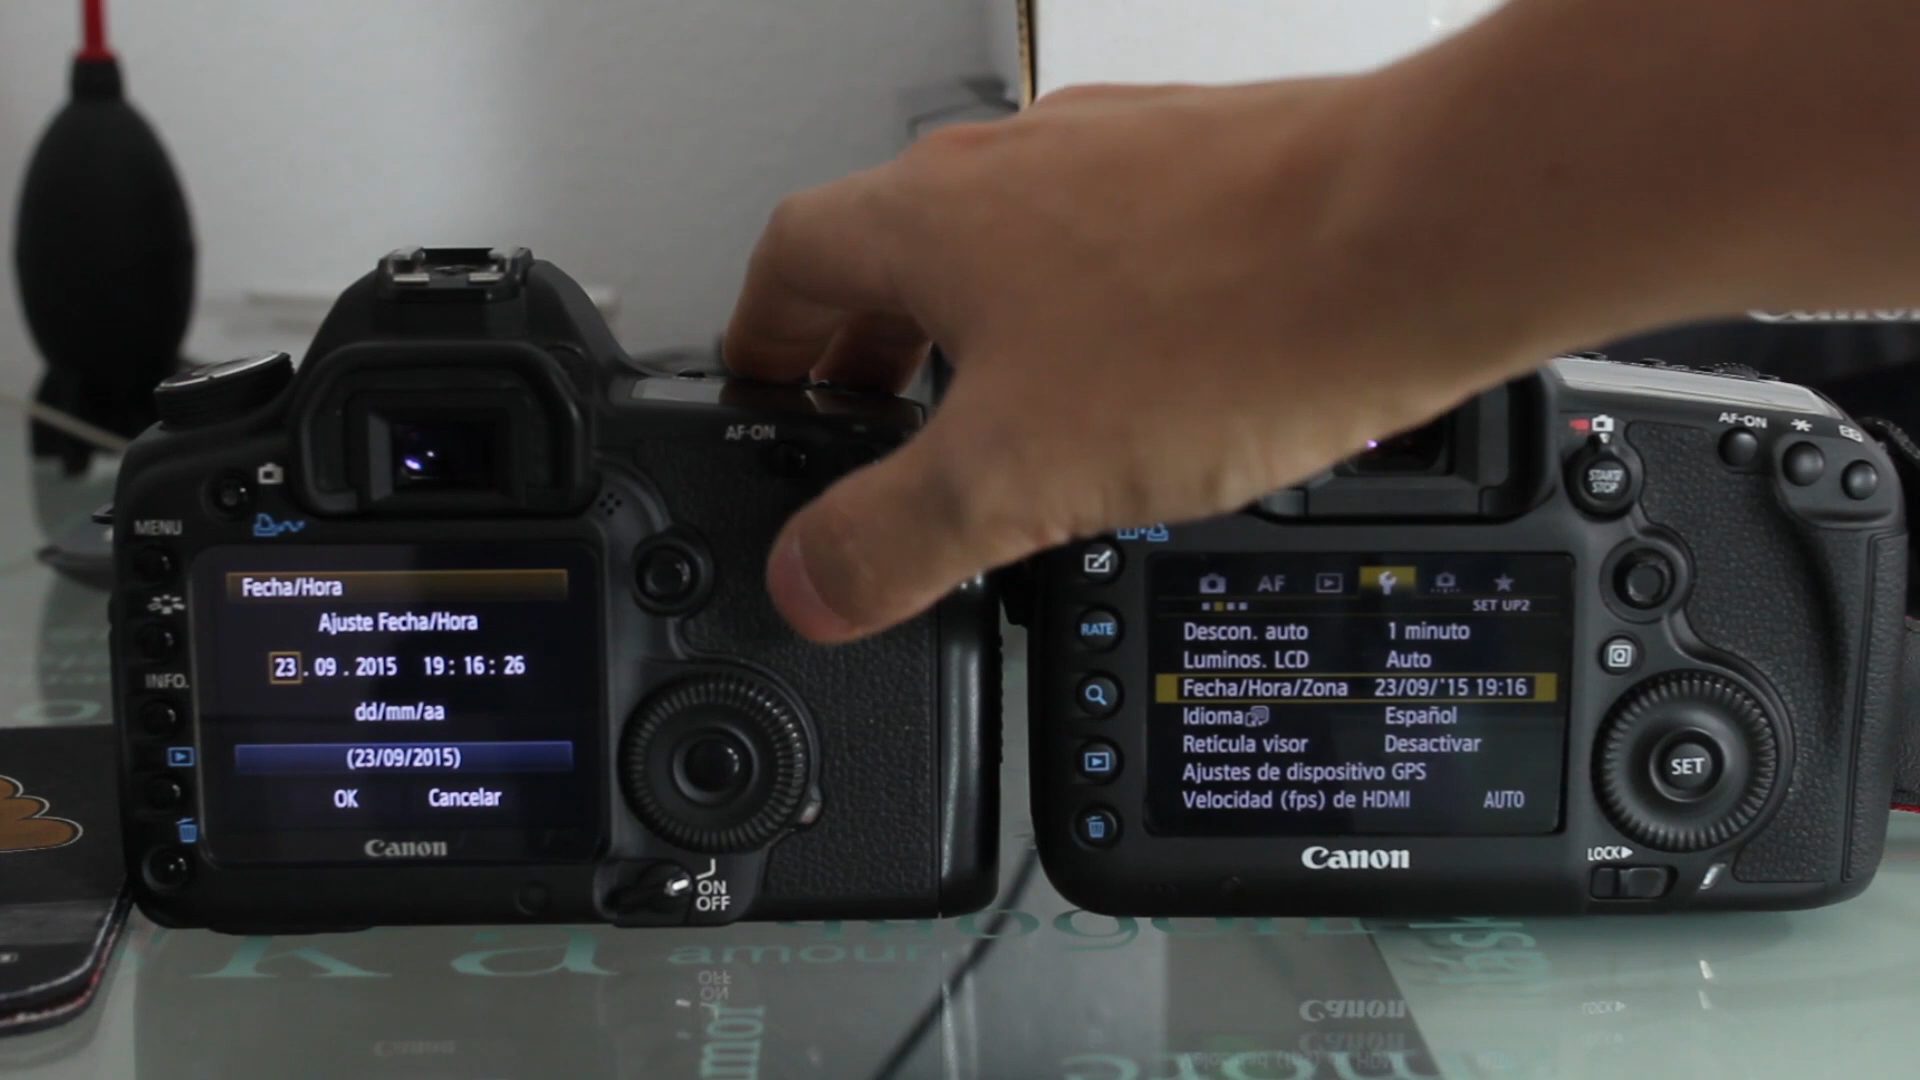 AF-ON
MENU
INFO.
Fecha/Hora
Ajuste Fecha/Hora
23 . 09 . 2015 19 : 16 : 26
dd/mm/aa
(23/09/2015)
OK Cancelar
Canon
ON
OFF
Canon
AF-ON
START/
STOP
RATE
AF
SET UP2
Descon. auto 1 minuto
Luminos. LCD Auto
Fecha/Hora/Zona 23/09/'15 19:16
Idioma Español
Retícula visor Desactivar
Ajustes de dispositivo GPS
Velocidad (fps) de HDMI AUTO
SET
LOCK
Canon
amour